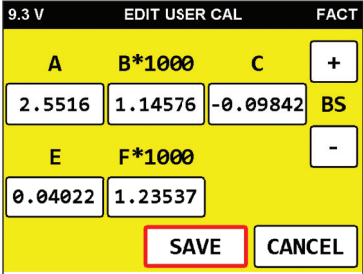 9.3 V EDIT USER CAL FACT
A B*1000 C +
2.5516 1.14576 -0.09842 BS
E F*1000 -
0.04022 1.23537
SAVE CANCEL